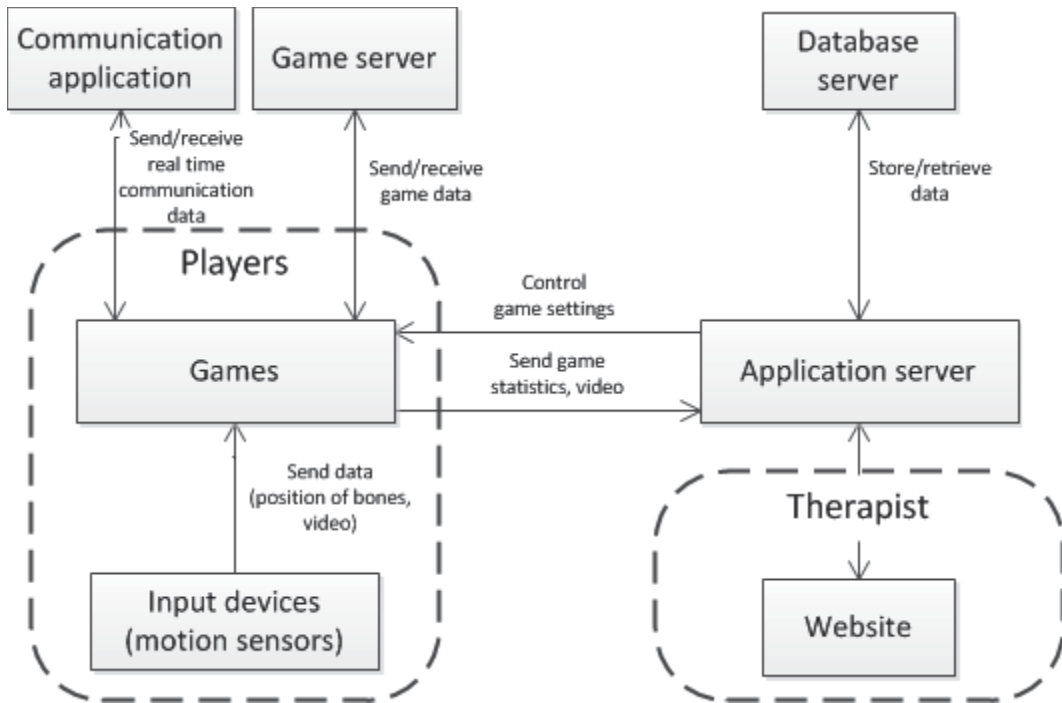 Communication
application
Game server
Database
server
Send/receive
real time
communication
data
Send/receive
game data
Store/retrieve
data
Players
Control
game settings
Games
Send game
statistics, video
Application server
Send data
(position of bones,
video)
Therapist
Input devices
(motion sensors)
Website